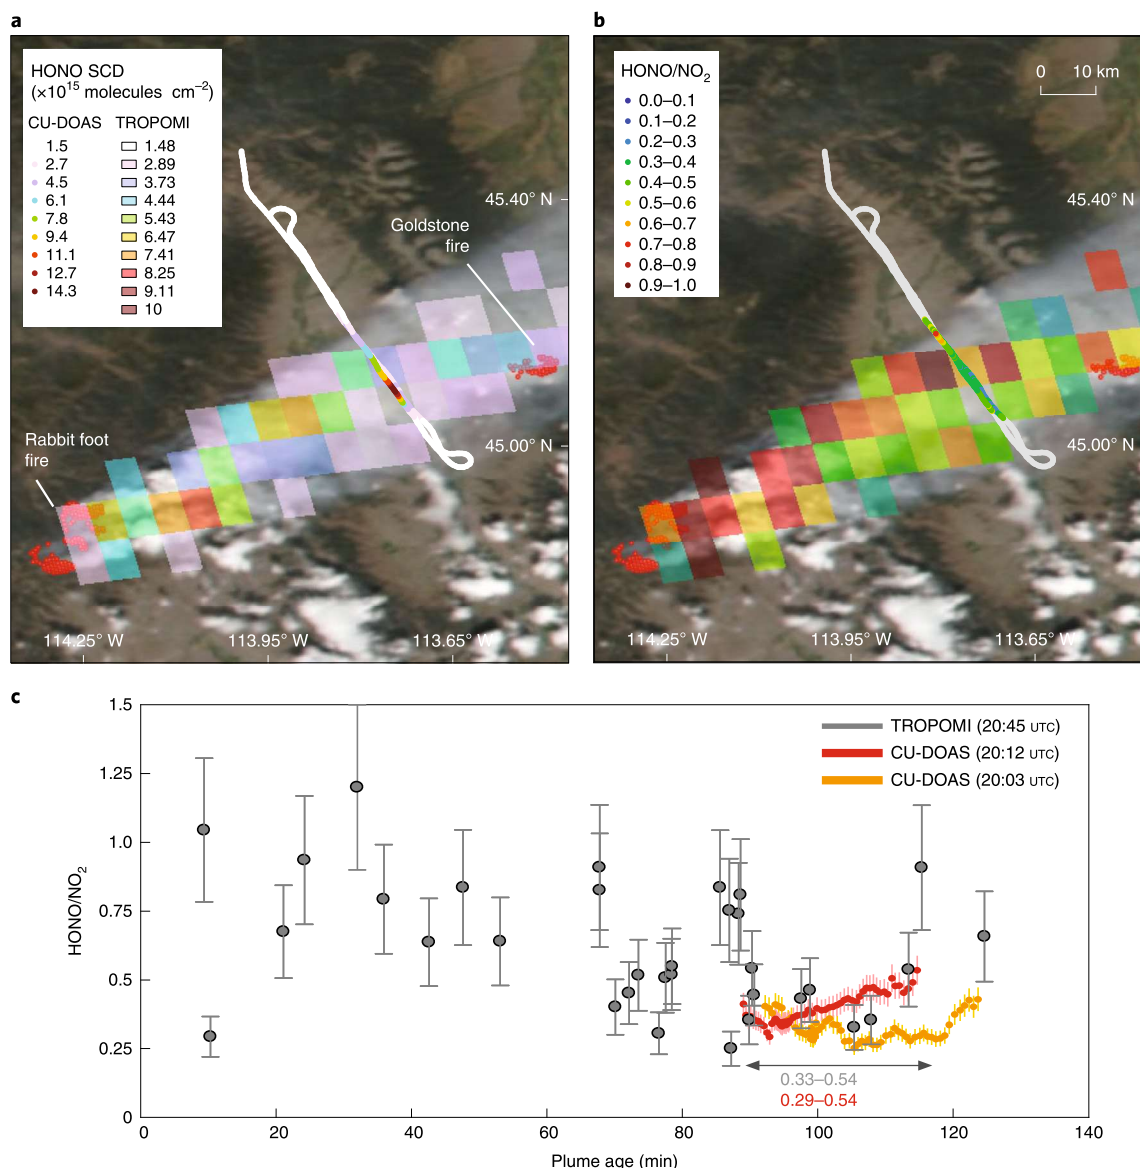 a
HONO SCD
(×10¹⁵ molecules cm⁻²)
CU-DOAS TROPOMI
1.5 1.48
2.7 2.89
4.5 3.73
6.1 4.44
7.8 5.43
9.4 6.47
11.1 7.41
12.7 8.25
14.3 9.11
10
45.40° N
Goldstone
fire
45.00° N
Rabbit foot
fire
114.25° W 113.95° W 113.65° W
b
HONO/NO₂
0.0–0.1
0.1–0.2
0.2–0.3
0.3–0.4
0.4–0.5
0.5–0.6
0.6–0.7
0.7–0.8
0.8–0.9
0.9–1.0
0 10 km
45.40° N
45.00° N
114.25° W 113.95° W 113.65° W
c
1.5
1.25
1.0
0.75
0.5
0.25
0
HONO/NO₂
TROPOMI (20:45 UTC)
CU-DOAS (20:12 UTC)
CU-DOAS (20:03 UTC)
0.33–0.54
0.29–0.54
0 20 40 60 80 100 120 140
Plume age (min)